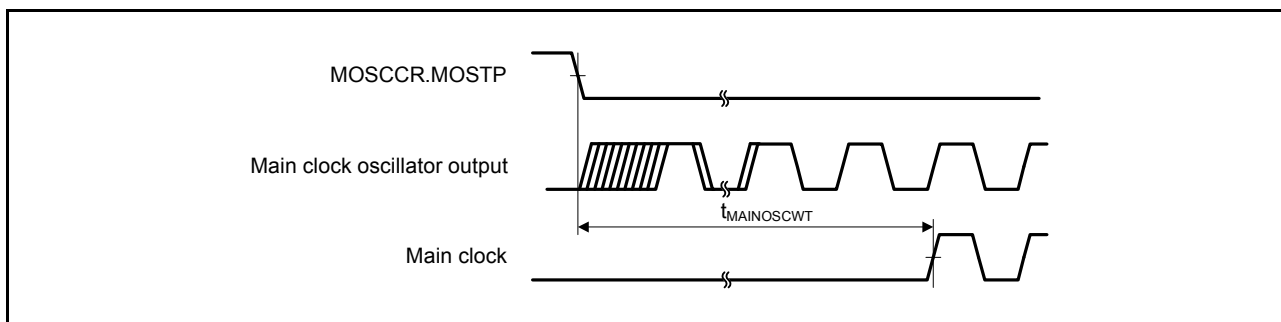 MOSCCR.MOSTP
Main clock oscillator output
tMAINOSCWT
Main clock